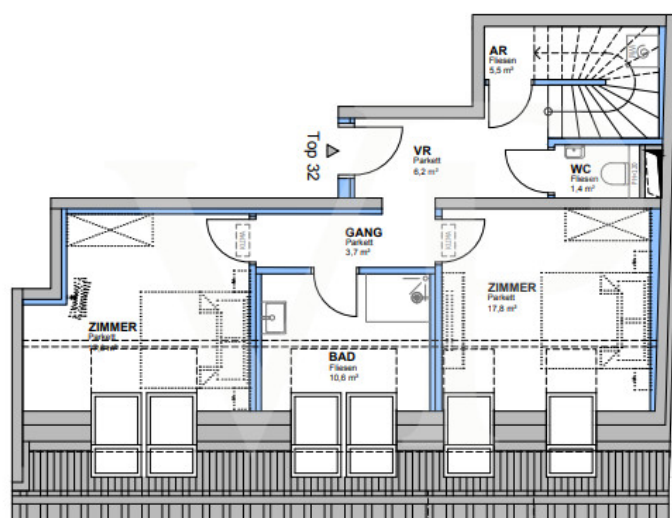 AR
Fliesen
5,5 m²
Top 32
VR
Parkett
6,2 m²
WC
Fliesen
1,4 m²
GANG
Parkett
3,7 m²
ZIMMER
Parkett
ZIMMER
Parkett
17,8 m²
BAD
Fliesen
10,6 m²